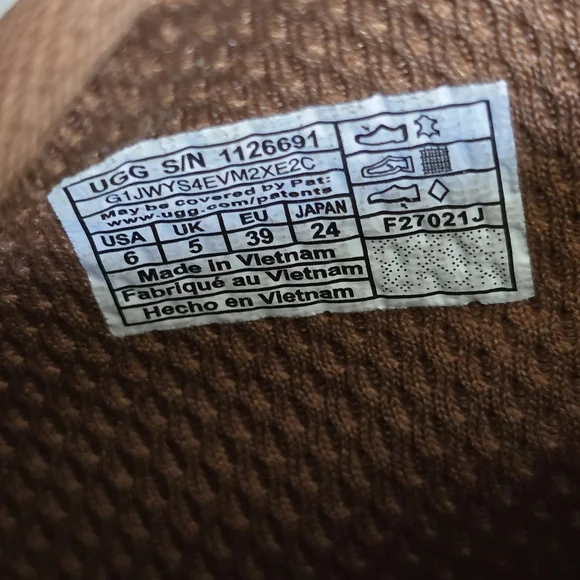 UGG S/N 1126691
G1JWYS4EVM2XE2C
May be covered by Pat:
www.ugg.com/patents
USA UK EU JAPAN
6 5 39 24
Made in Vietnam
Fabriqué au Vietnam
Hecho en Vietnam
F27021J